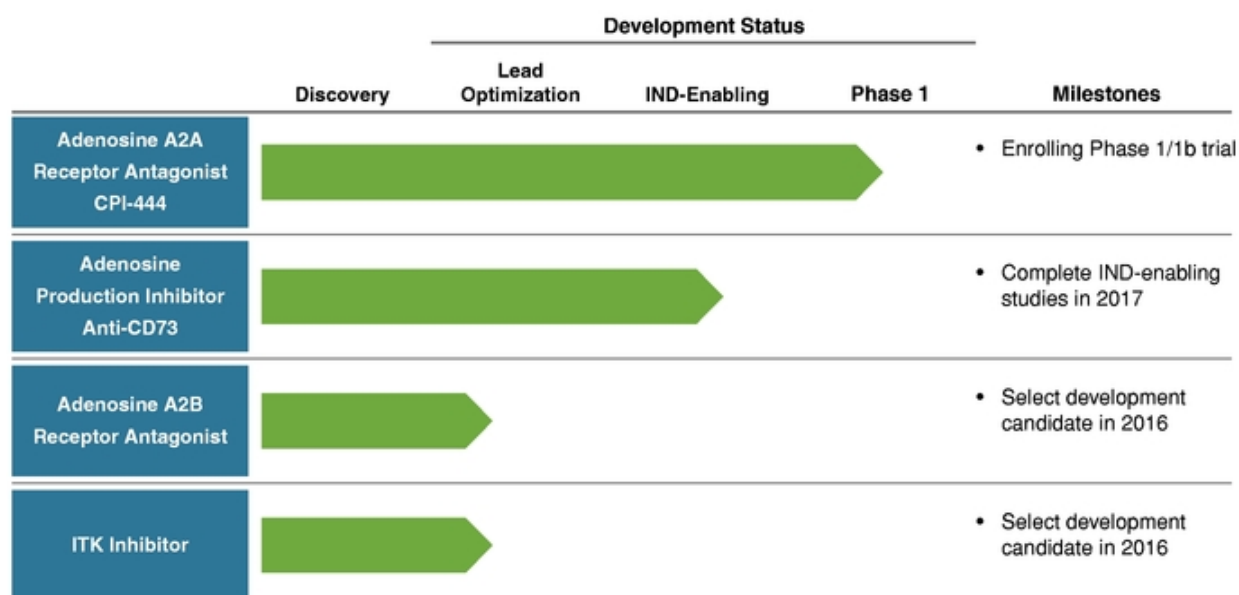 Development Status
Discovery
Lead
Optimization
IND-Enabling
Phase 1
Milestones
Adenosine A2A
Receptor Antagonist
CPI-444
• Enrolling Phase 1/1b trial
Adenosine
Production Inhibitor
Anti-CD73
• Complete IND-enabling
studies in 2017
Adenosine A2B
Receptor Antagonist
• Select development
candidate in 2016
ITK Inhibitor
• Select development
candidate in 2016